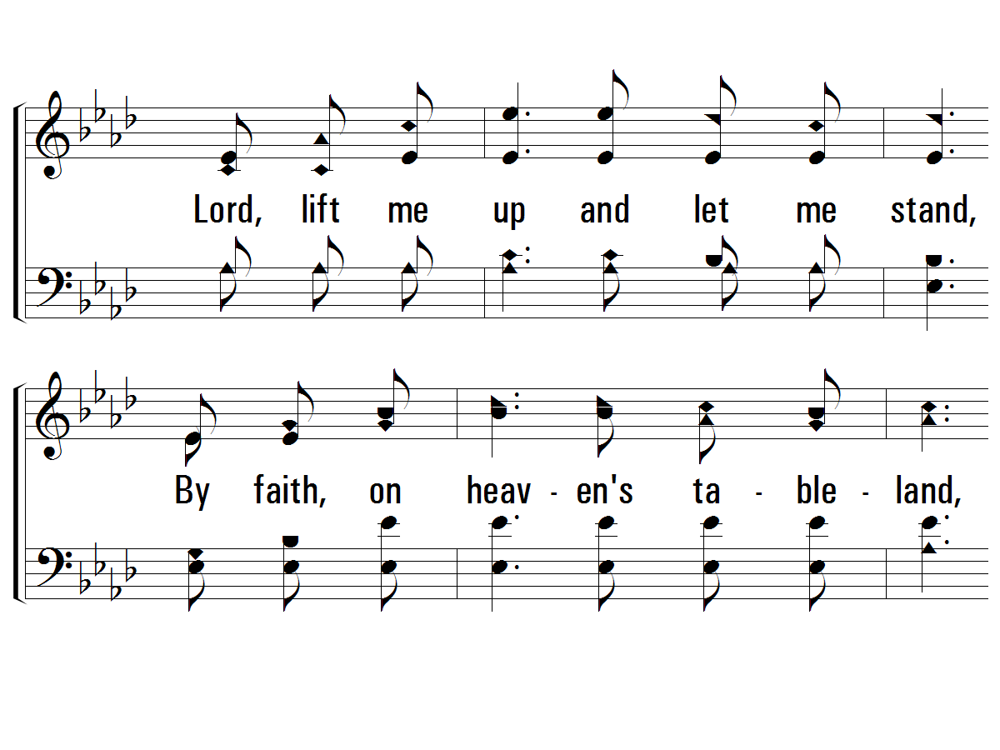 Lord, lift me up and let me stand,
By faith, on heav - en's ta - ble - land,